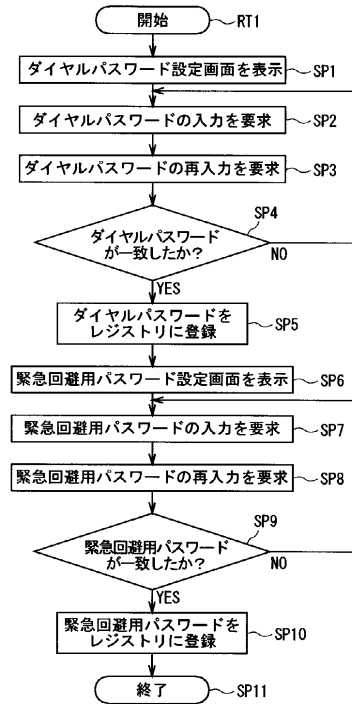 開始 RT1
ダイヤルパスワード設定画面を表示 SP1
ダイヤルパスワードの入力を要求 SP2
ダイヤルパスワードの再入力を要求 SP3
SP4
ダイヤルパスワード
が一致したか?
NO
YES
ダイヤルパスワードを
レジストリに登録
SP5
緊急回避用パスワード設定画面を表示 SP6
緊急回避用パスワードの入力を要求 SP7
緊急回避用パスワードの再入力を要求 SP8
SP9
緊急回避用パスワード
が一致したか?
NO
YES
緊急回避用パスワードを
レジストリに登録
SP10
終了 SP11